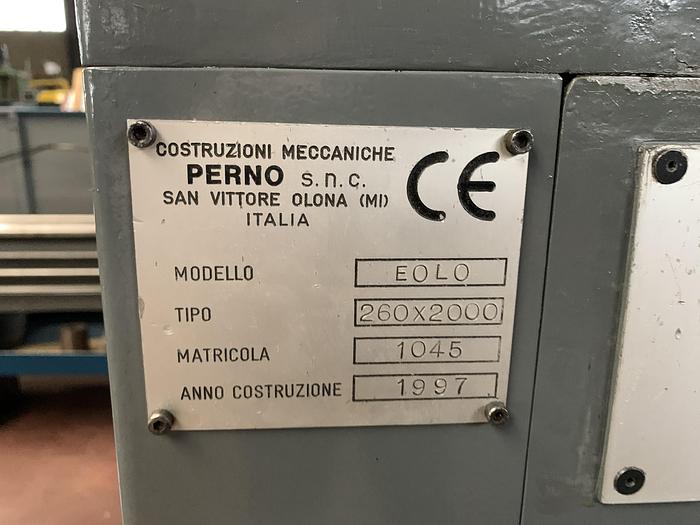 COSTRUZIONI MECCANICHE
PERNO s.n.c.
CE
SAN VITTORE OLONA (MI)
ITALIA
MODELLO EOLO
TIPO 260x2000
MATRICOLA 1045
ANNO COSTRUZIONE 1997